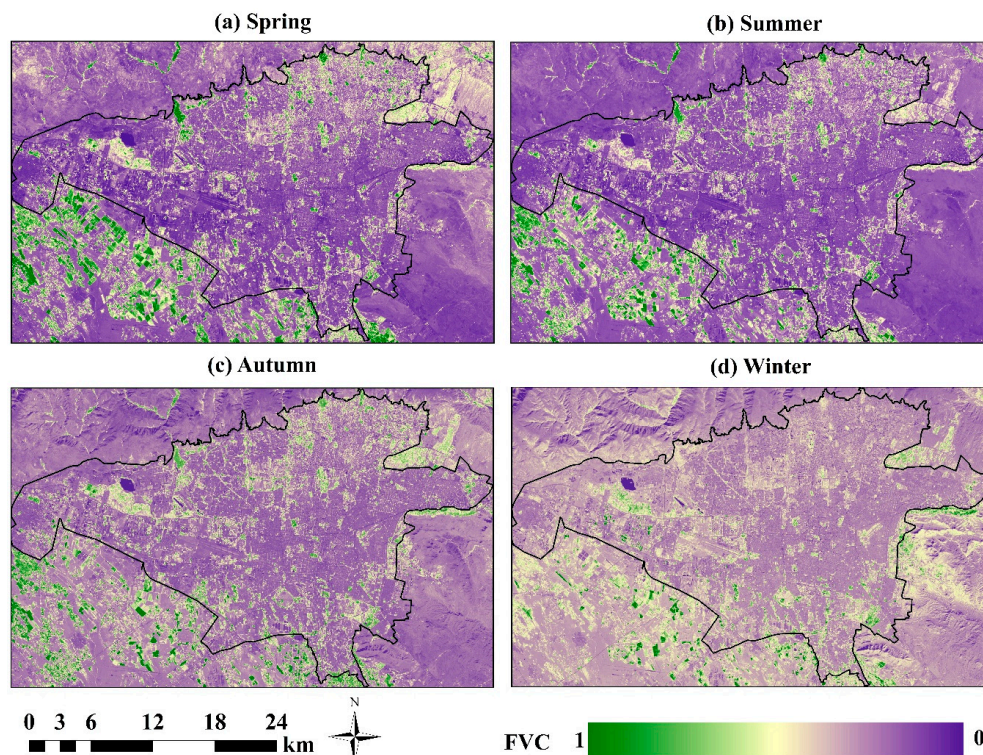 (a) Spring
(b) Summer
(c) Autumn
(d) Winter
0 3 6 12 18 24
km
N
FVC 1 0